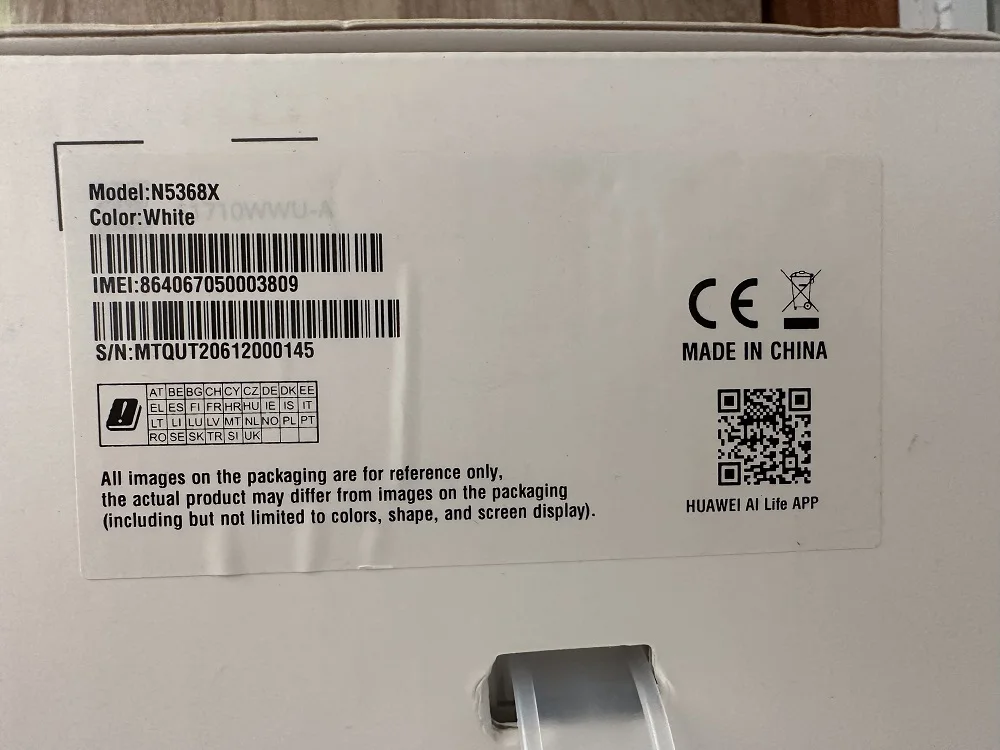 Model:N5368X
Color:White
1710WWU-A
IMEI:864067050003809
S/N:MTQUT20612000145
AT BE BG CH CY CZ DE DK EE
EL ES FI FR HR HU IE IS IT
LT LI LU LV MT NL NO PL PT
RO SE SK TR SI UK
All images on the packaging are for reference only,
the actual product may differ from images on the packaging
(including but not limited to colors, shape, and screen display).
CE
MADE IN CHINA
HUAWEI AI Life APP